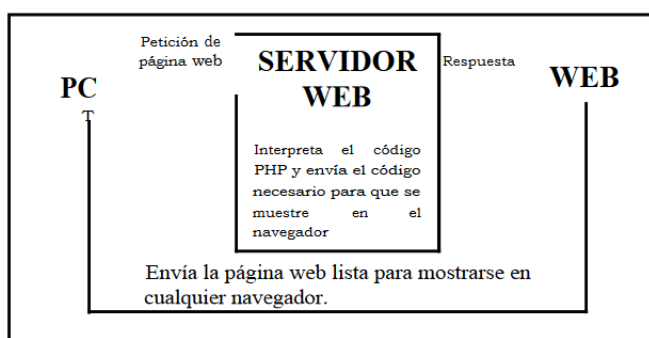 Petición de
página web
PC
T
SERVIDOR
WEB
Interpreta el código
PHP y envía el código
necesario para que se
muestre en el
navegador
Respuesta
WEB
Envía la página web lista para mostrarse en
cualquier navegador.